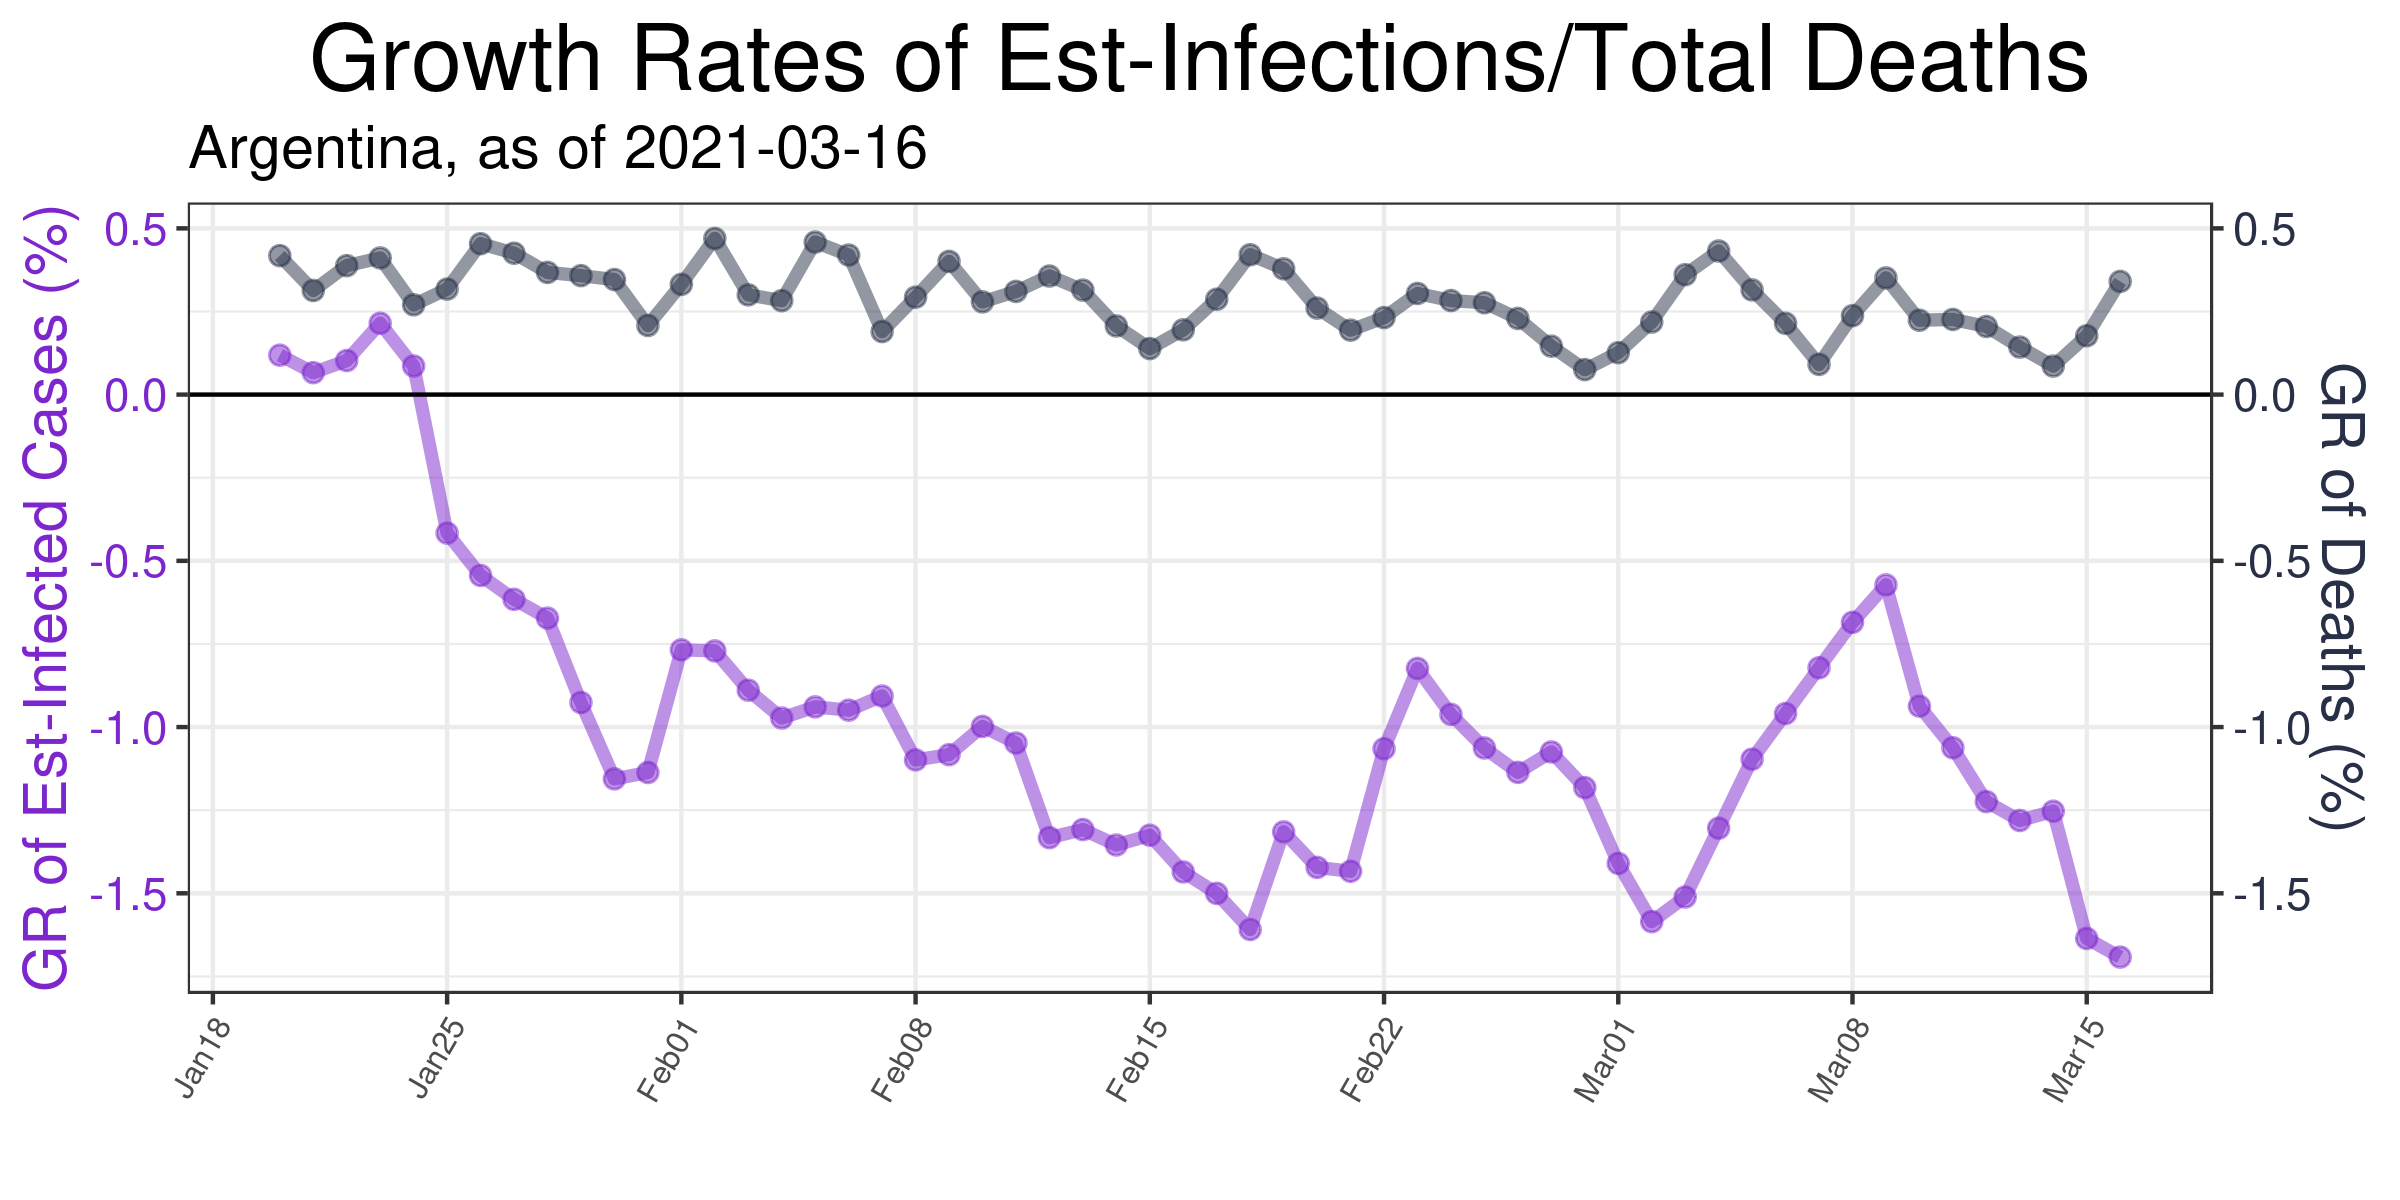 Growth Rates of Est-Infections/Total Deaths
Argentina, as of 2021-03-16
GR of Est-Infected Cases (%)
0.5
0.0
-0.5
-1.0
-1.5
0.5
0.0
-0.5
-1.0
-1.5
GR of Deaths (%)
Jan18
Jan25
Feb01
Feb08
Feb15
Feb22
Mar01
Mar08
Mar15